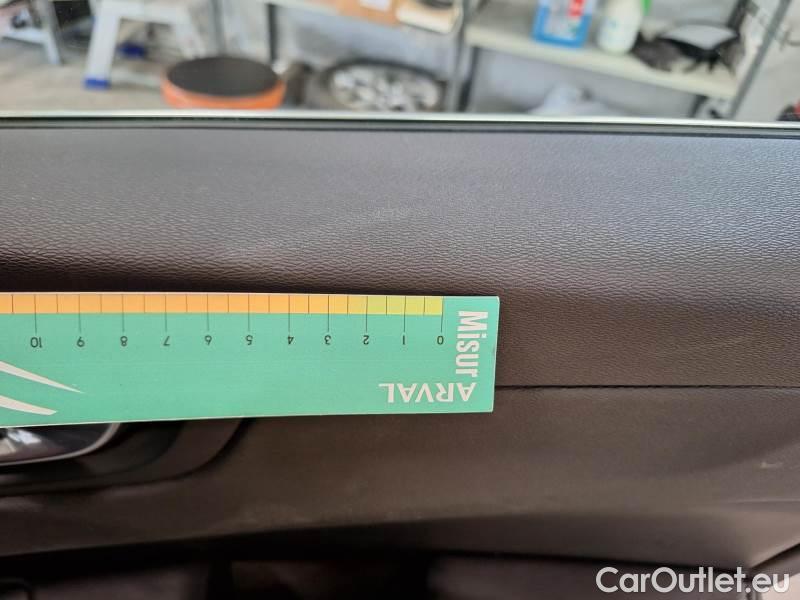 10 9 8 7 6 5 4 3 2 1 0
Misur
ARVAL
CarOutlet.eu